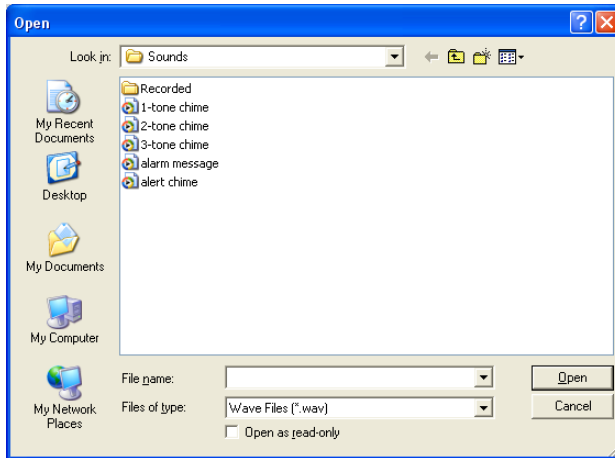 Open
Look in: Sounds
Recorded
1-tone chime
2-tone chime
3-tone chime
alarm message
alert chime
My Recent
Documents
Desktop
My Documents
My Computer
My Network
Places
File name:
Open
Files of type: Wave Files (*.wav)
Cancel
Open as read-only